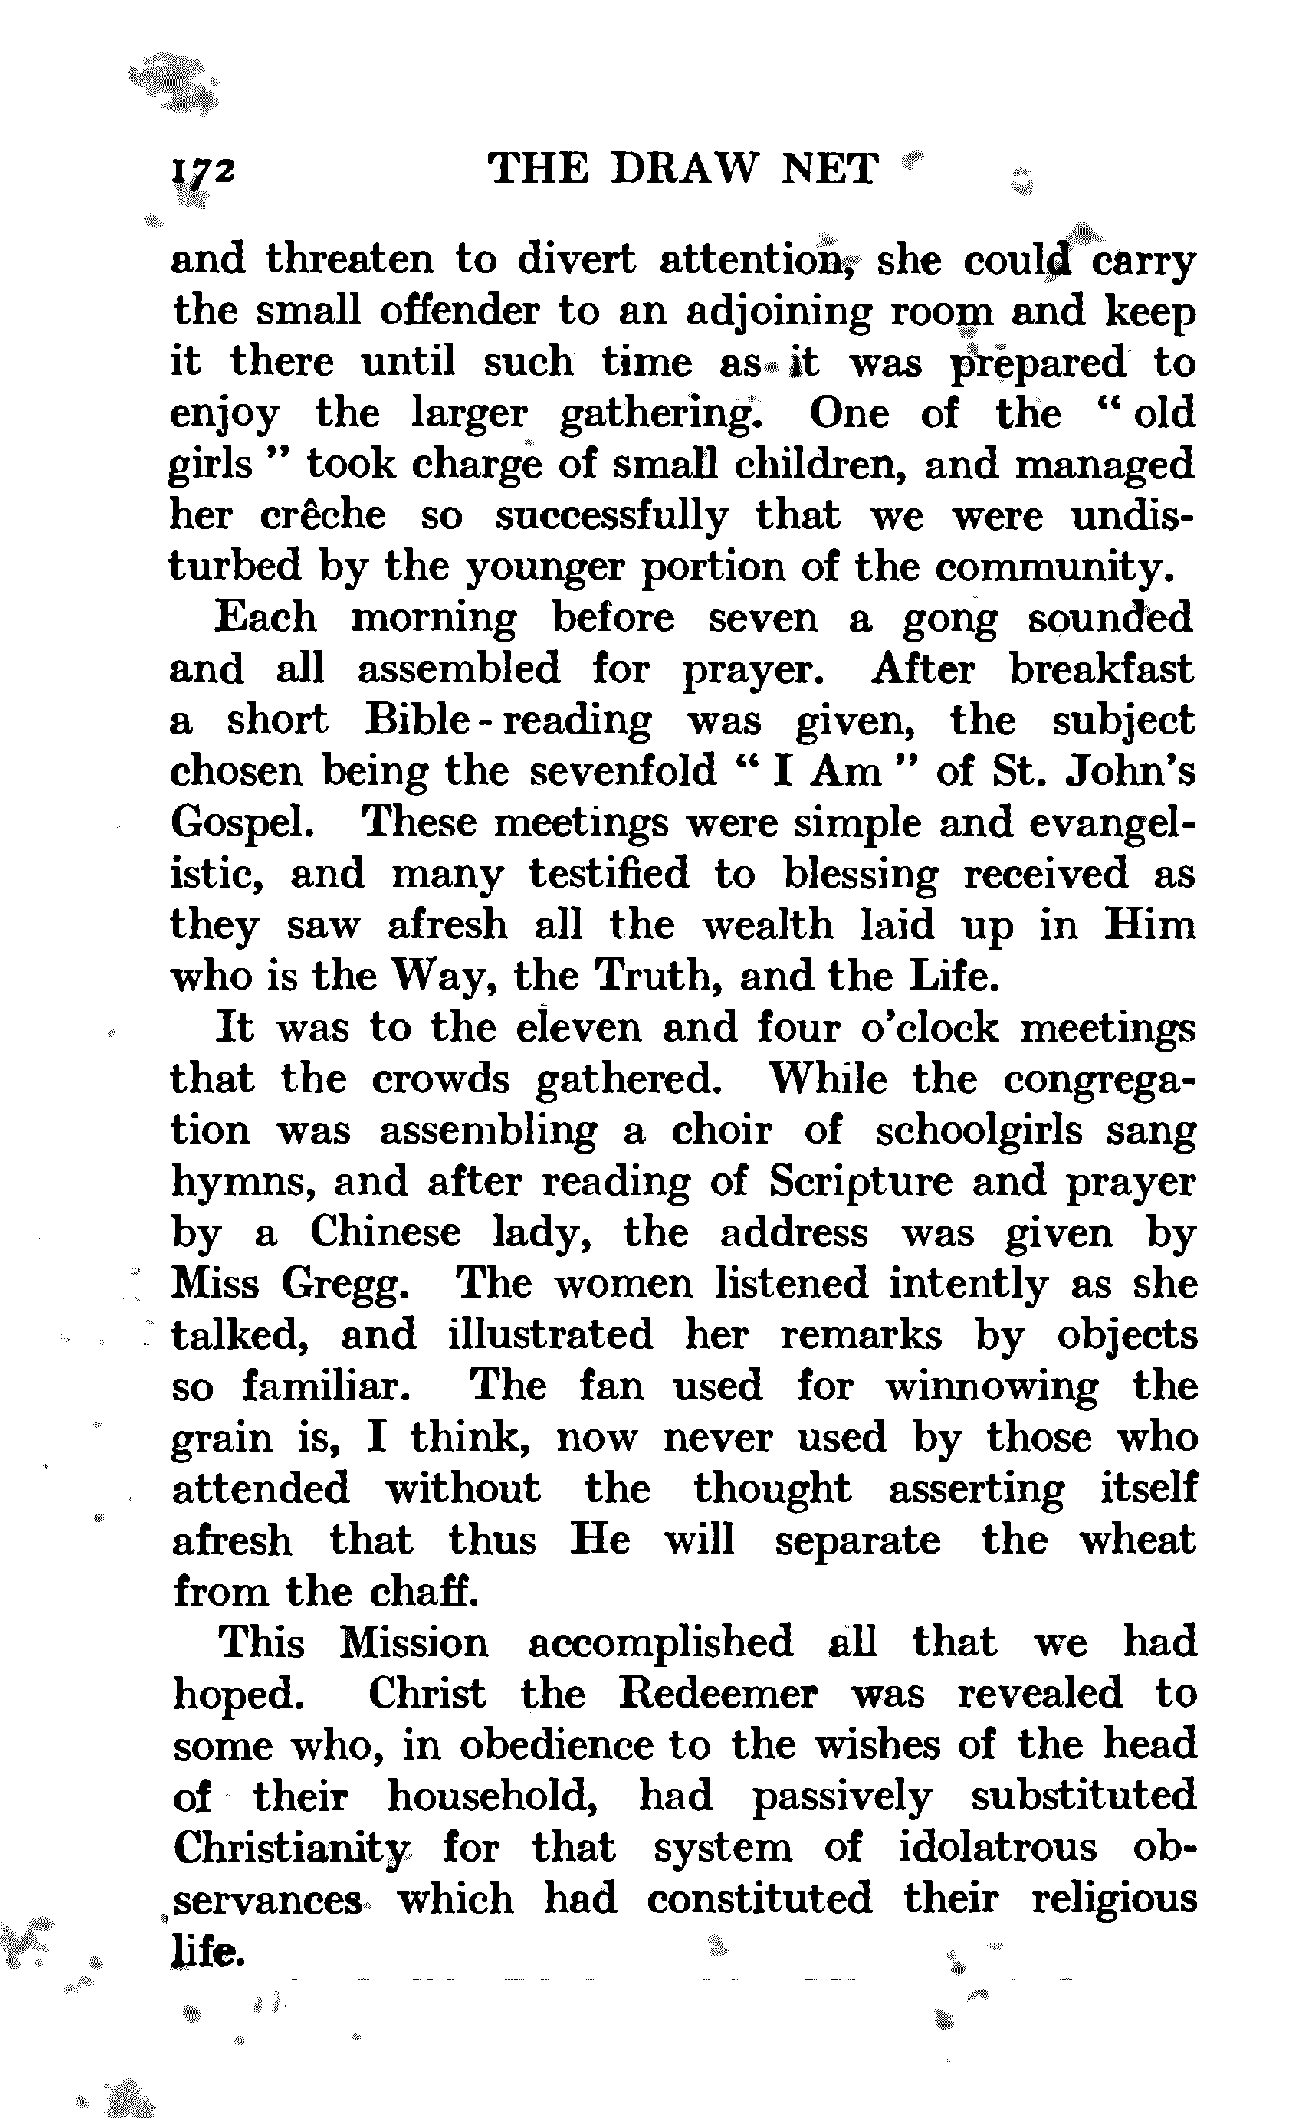 172 THE DRAW NET
and threaten to divert attention, she could carry
the small offender to an adjoining room and keep
it there until such time as it was prepared to
enjoy the larger gathering. One of the " old
girls " took charge of small children, and managed
her crêche so successfully that we were undis-
turbed by the younger portion of the community.
Each morning before seven a gong sounded
and all assembled for prayer. After breakfast
a short Bible-reading was given, the subject
chosen being the sevenfold " I Am " of St. John's
Gospel. These meetings were simple and evangel-
istic, and many testified to blessing received as
they saw afresh all the wealth laid up in Him
who is the Way, the Truth, and the Life.
It was to the eleven and four o'clock meetings
that the crowds gathered. While the congrega-
tion was assembling a choir of schoolgirls sang
hymns, and after reading of Scripture and prayer
by a Chinese lady, the address was given by
Miss Gregg. The women listened intently as she
talked, and illustrated her remarks by objects
so familiar. The fan used for winnowing the
grain is, I think, now never used by those who
attended without the thought asserting itself
afresh that thus He will separate the wheat
from the chaff.
This Mission accomplished all that we had
hoped. Christ the Redeemer was revealed to
some who, in obedience to the wishes of the head
of their household, had passively substituted
Christianity for that system of idolatrous ob-
servances which had constituted their religious
life.